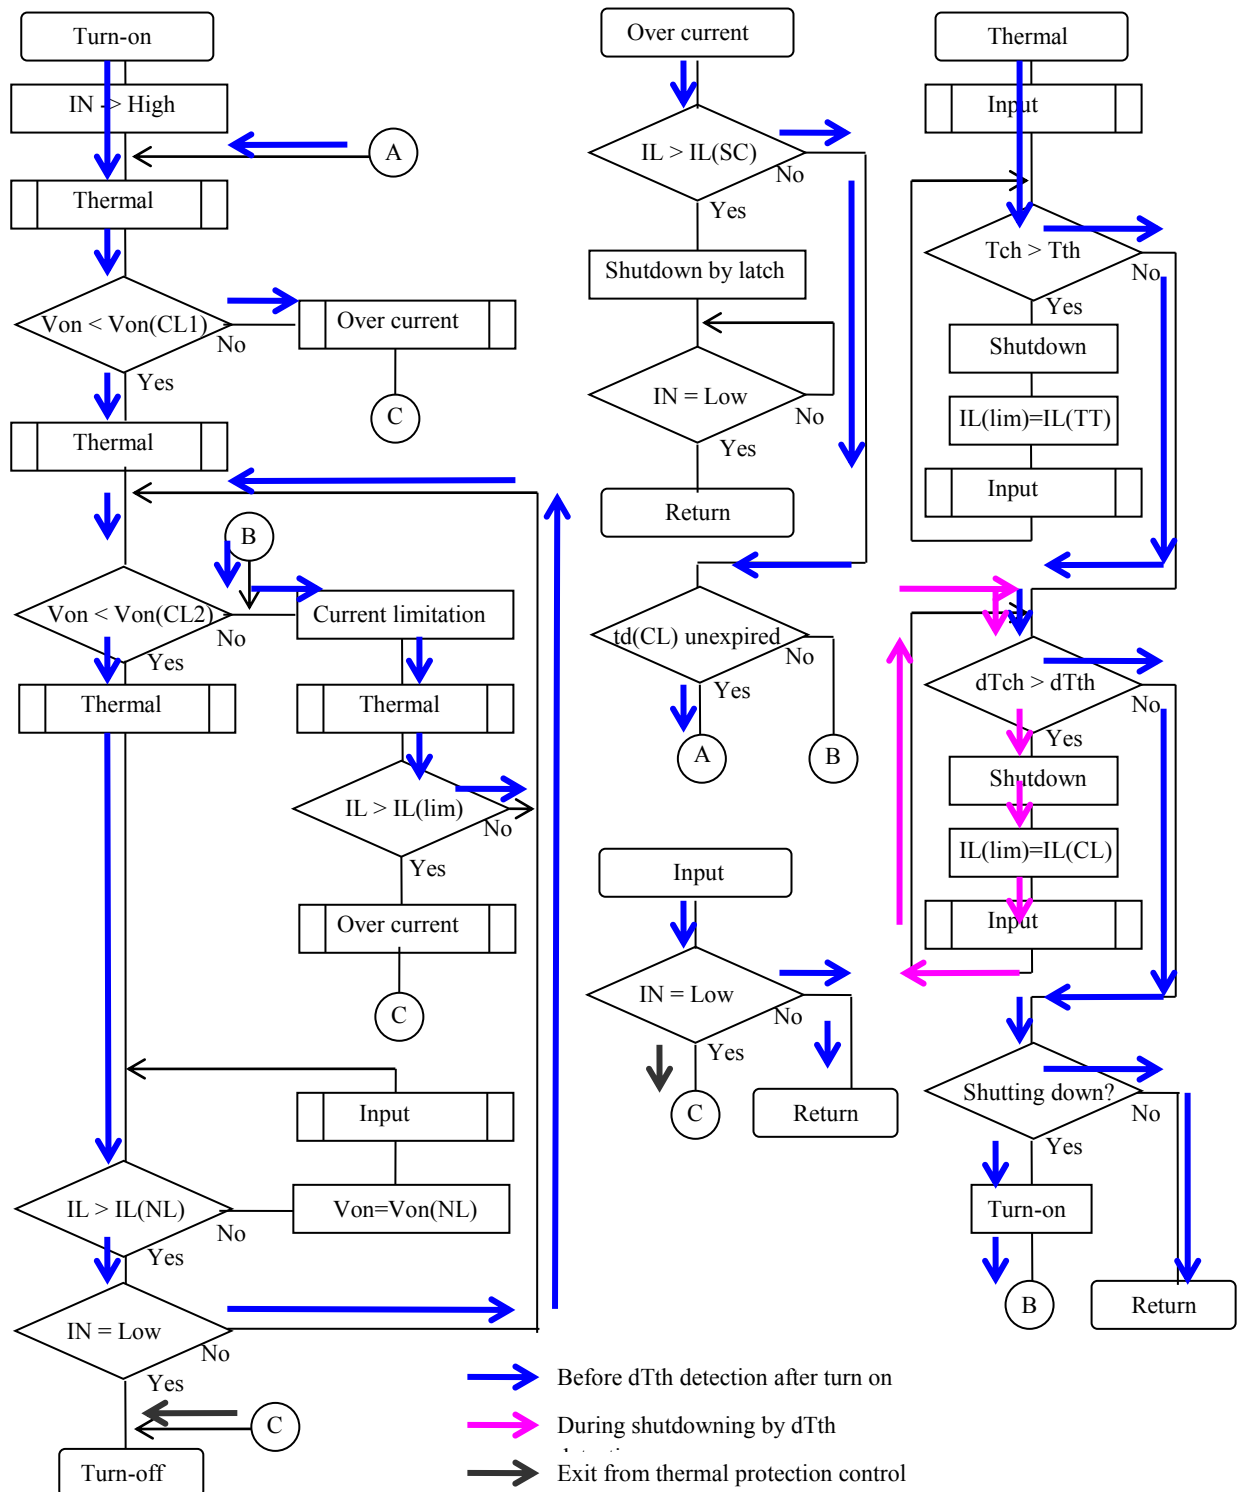 Turn-on
IN -> High
A
Thermal
Von < Von(CL1)
No
Yes
Over current
C
Thermal
B
Von < Von(CL2)
No
Yes
Current limitation
Thermal
Thermal
IL > IL(lim)
No
Yes
Over current
C
Input
Von=Von(NL)
IL > IL(NL)
No
Yes
IN = Low
No
Yes
C
Turn-off
Over current
IL > IL(SC)
No
Yes
Shutdown by latch
IN = Low
No
Yes
Return
td(CL) unexpired
No
Yes
A
B
Input
IN = Low
No
Yes
C
Return
Thermal
Input
Tch > Tth
No
Yes
Shutdown
IL(lim)=IL(TT)
Input
dTch > dTth
No
Yes
Shutdown
IL(lim)=IL(CL)
Input
Shutting down?
No
Yes
Turn-on
B
Return
Before dTth detection after turn on
During shutdowning by dTth
Exit from thermal protection control